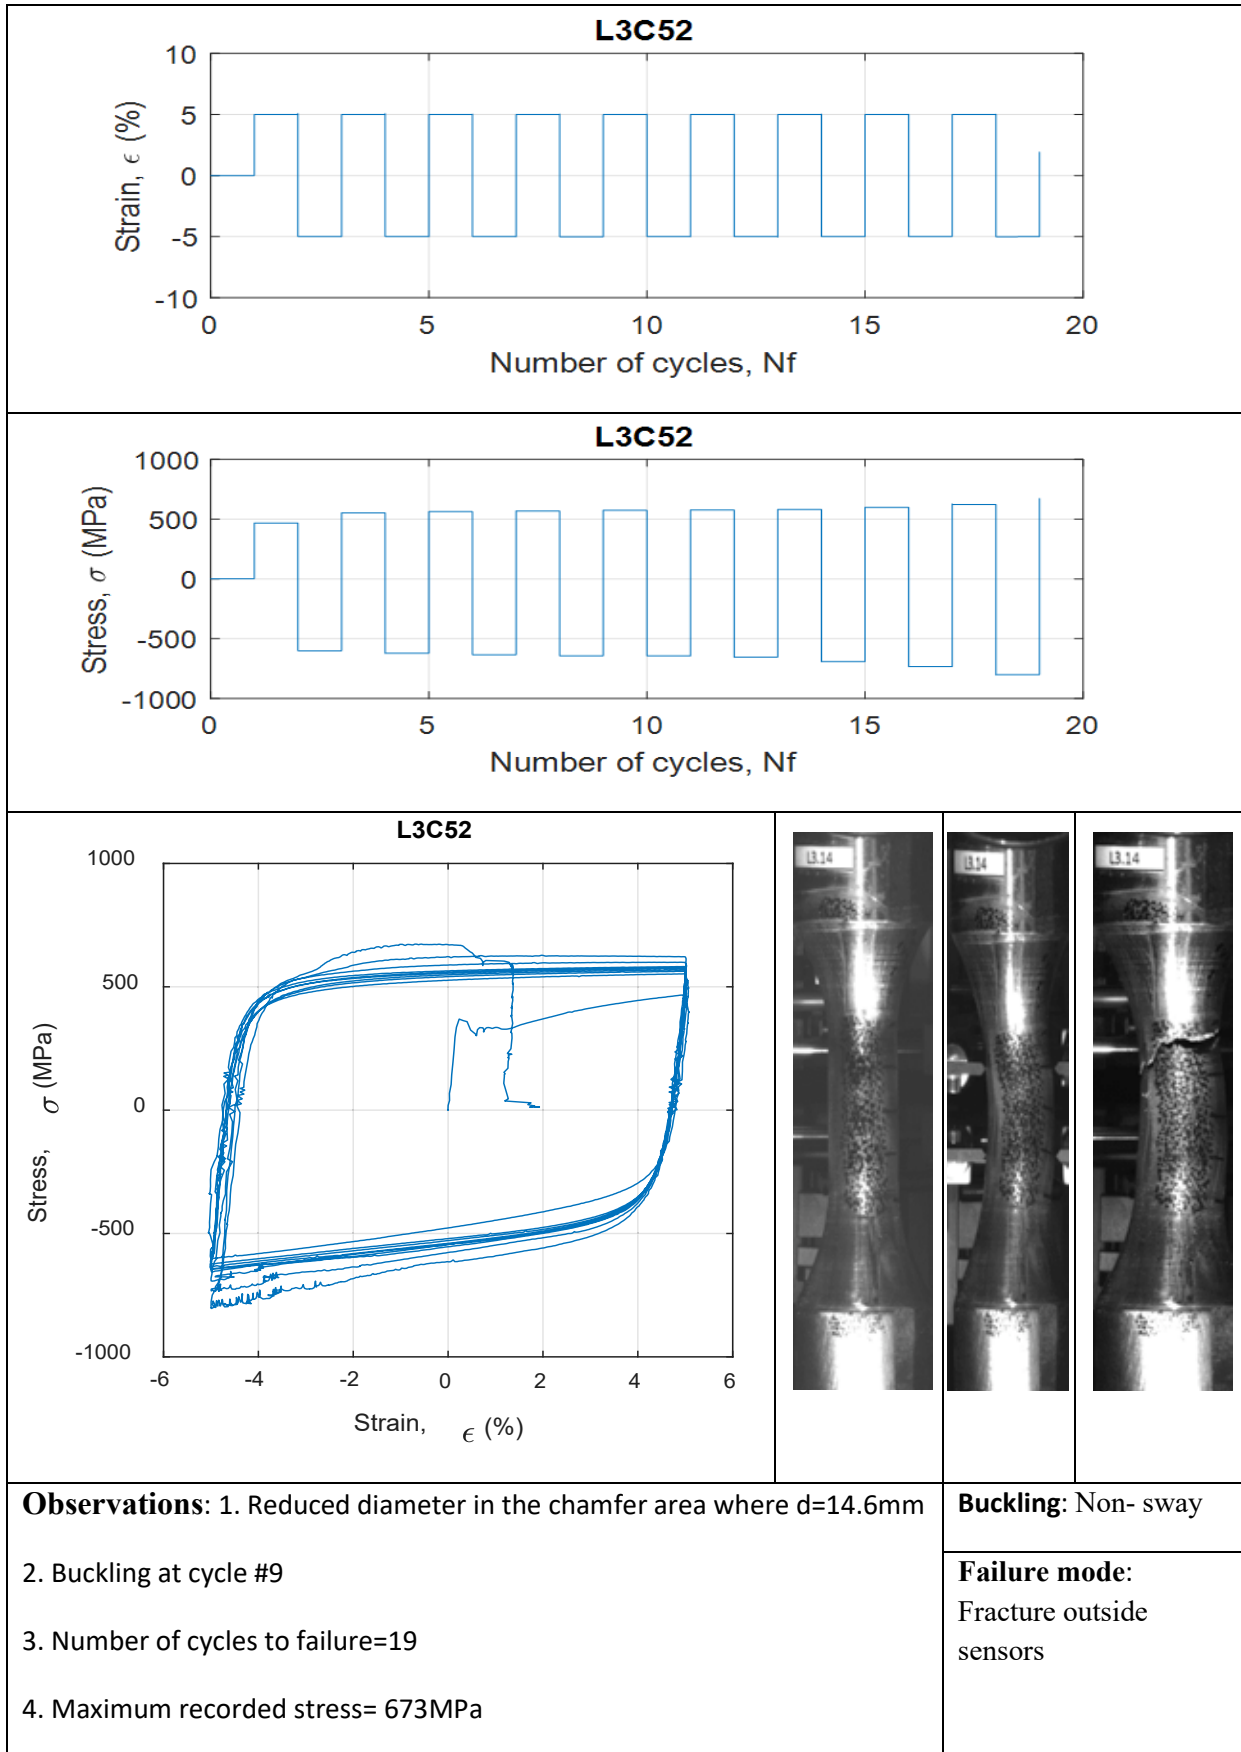 L3C52
10
5
0
-5
-10
Strain, ϵ (%)
0 5 10 15 20
Number of cycles, Nf
L3C52
1000
500
0
-500
-1000
Stress, σ (MPa)
0 5 10 15 20
Number of cycles, Nf
L3C52
1000
500
0
-500
-1000
Stress, σ (MPa)
-6 -4 -2 0 2 4 6
Strain, ϵ (%)
L3.14
L3.14
L3.14
Observations: 1. Reduced diameter in the chamfer area where d=14.6mm
2. Buckling at cycle #9
3. Number of cycles to failure=19
4. Maximum recorded stress= 673MPa
Buckling: Non- sway
Failure mode:
Fracture outside
sensors